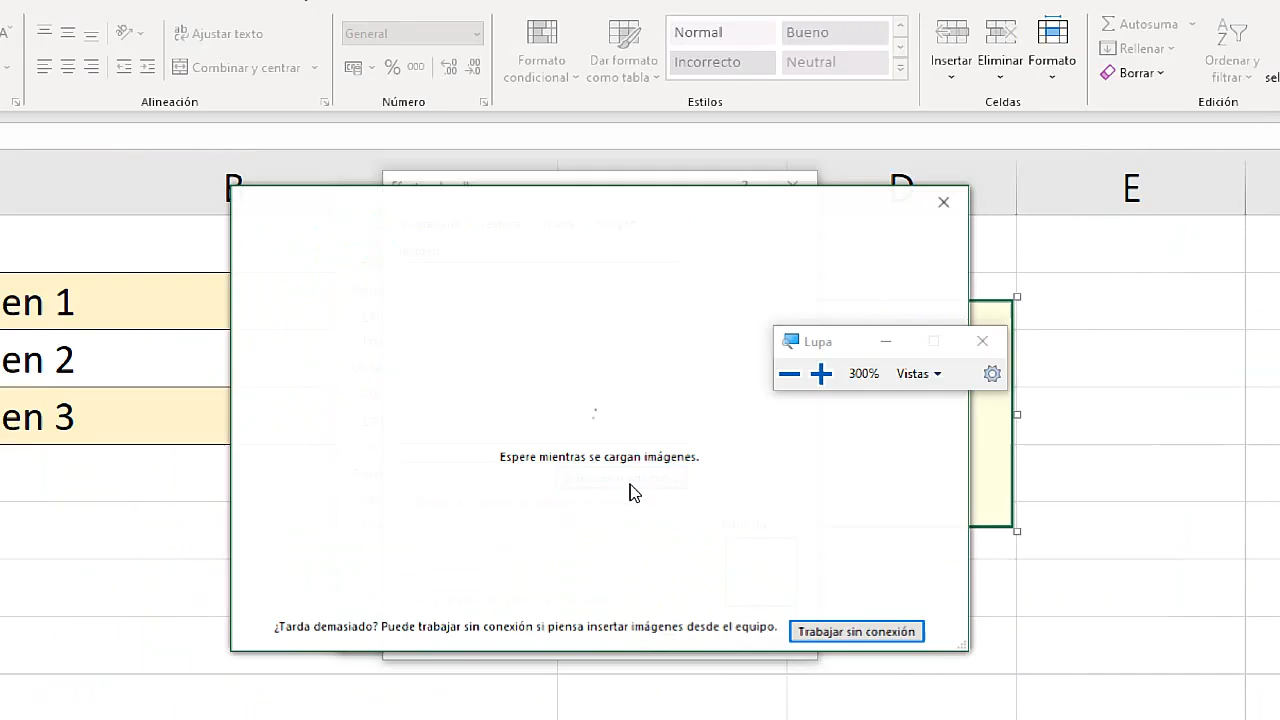 Ajustar texto
General
Normal
Bueno
Autosuma
Combinar y centrar
% 000
Formato
condicional
Dar formato
como tabla
Incorrecto
Neutral
Insertar
Eliminar
Formato
Rellenar
Borrar
Ordenar y
filtrar
Alineación
Número
Estilos
Celdas
Edición
B
D
E
en 1
en 2
en 3
Lupa
300%
Vistas
Espere mientras se cargan imágenes.
¿Tarda demasiado? Puede trabajar sin conexión si piensa insertar imágenes desde el equipo.
Trabajar sin conexión